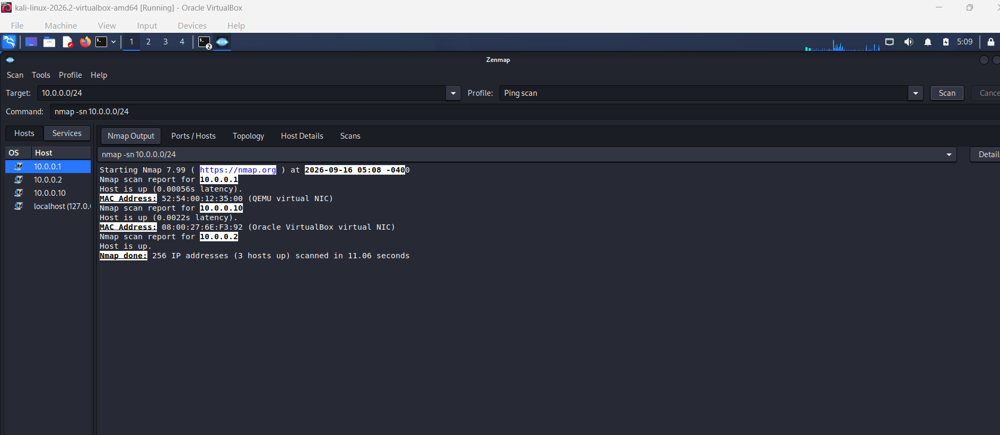 kali-linux-2026.2-virtualbox-amd64 [Running] - Oracle VirtualBox
File Machine View Input Devices Help
1 2 3 4 2 5:09
Zenmap
Scan Tools Profile Help
Target: 10.0.0.0/24 Profile: Ping scan Scan Cance
Command: nmap -sn 10.0.0.0/24
Hosts Services Nmap Output Ports / Hosts Topology Host Details Scans
OS Host
nmap -sn 10.0.0.0/24 Detail
10.0.0.1
10.0.0.2
10.0.0.10
localhost (127.0.
Starting Nmap 7.99 ( https://nmap.org ) at 2026-09-16 05:08 -0400
Nmap scan report for 10.0.0.1
Host is up (0.00056s latency).
MAC Address: 52:54:00:12:35:00 (QEMU virtual NIC)
Nmap scan report for 10.0.0.10
Host is up (0.0022s latency).
MAC Address: 08:00:27:6E:F3:92 (Oracle VirtualBox virtual NIC)
Nmap scan report for 10.0.0.2
Host is up.
Nmap done: 256 IP addresses (3 hosts up) scanned in 11.06 seconds